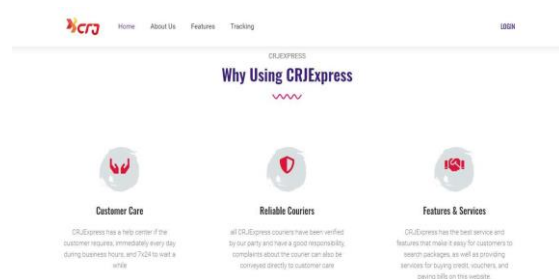 crj Home About Us Features Tracking LOGIN
CRJEXPRESS
Why Using CRJExpress
Customer Care
CRJExpress has a help center if the
customer requires, immediately every day
during business hours, and 7x24 to wait a
while
Reliable Couriers
all CRJExpress couriers have been verified
by our party and have a good responsibility,
complaints about the courier can also be
conveyed directly to customer care
Features & Services
CRJExpress has the best service and
features that make it easy for customers to
search packages, as well as providing
services for buying credit, vouchers, and
paying bills on this website